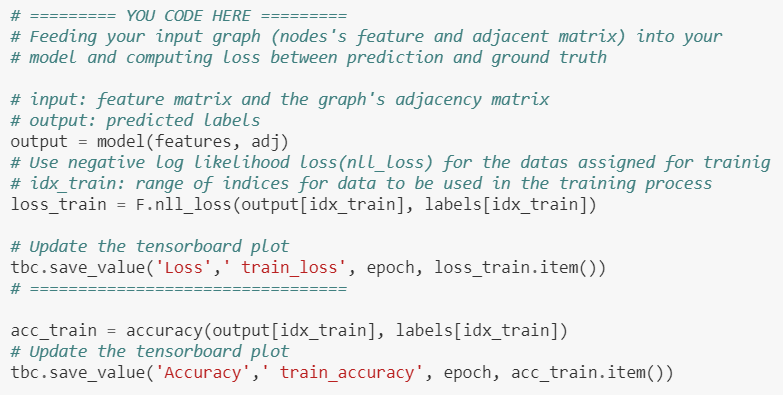 # ========= YOU CODE HERE =========
# Feeding your input graph (nodes's feature and adjacent matrix) into your
# model and computing loss between prediction and ground truth
# input: feature matrix and the graph's adjacency matrix
# output: predicted labels
output = model(features, adj)
# Use negative log likelihood loss(nll_loss) for the datas assigned for trainig
# idx_train: range of indices for data to be used in the training process
loss_train = F.nll_loss(output[idx_train], labels[idx_train])
# Update the tensorboard plot
tbc.save_value('Loss',' train_loss', epoch, loss_train.item())
# =================================
acc_train = accuracy(output[idx_train], labels[idx_train])
# Update the tensorboard plot
tbc.save_value('Accuracy',' train_accuracy', epoch, acc_train.item())